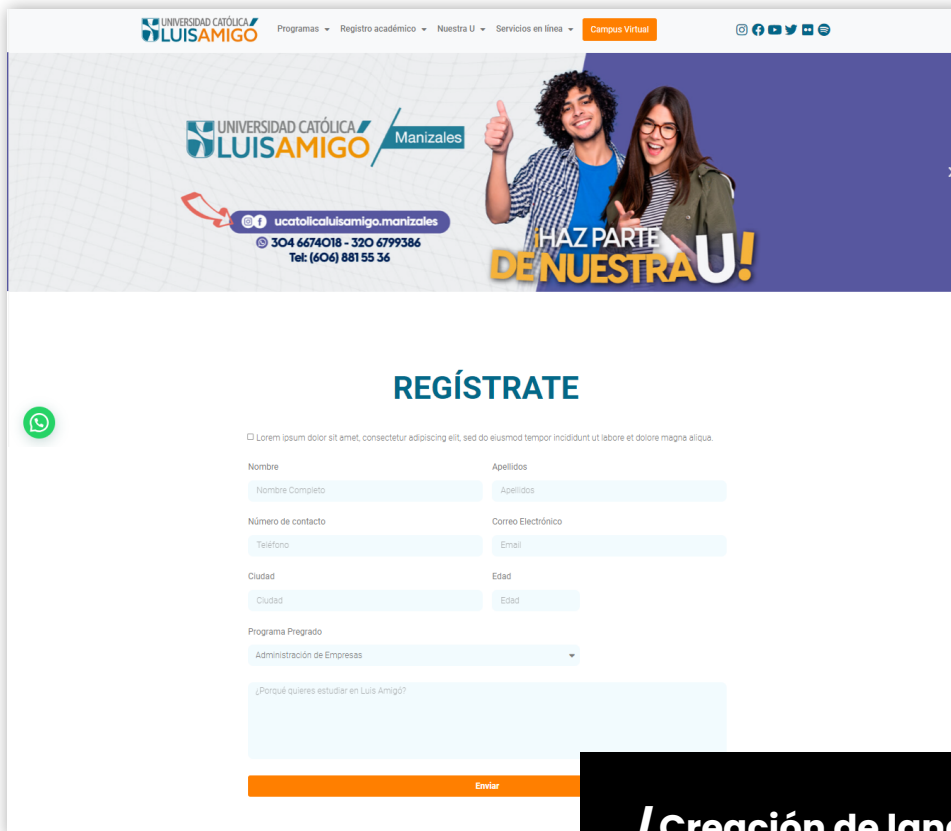 UNIVERSIDAD CATÓLICA
LUISAMIGO
Programas Registro académico Nuestra U Servicios en línea Campus Virtual
UNIVERSIDAD CATÓLICA
LUISAMIGO
Manizales
ucatolicaluisamigo.manizales
304 6674018 - 320 6799386
Tel: (606) 881 55 36
¡HAZ PARTE
DE NUESTRA U!
REGÍSTRATE
Lorem ipsum dolor sit amet, consectetur adipiscing elit, sed do eiusmod tempor incididunt ut labore et dolore magna aliqua.
Nombre Apellidos
Nombre Completo Apellidos
Número de contacto Correo Electrónico
Teléfono Email
Ciudad Edad
Ciudad Edad
Programa Pregrado
Administración de Empresas
¿Porqué quieres estudiar en Luis Amigó?
Enviar
/ Creación de